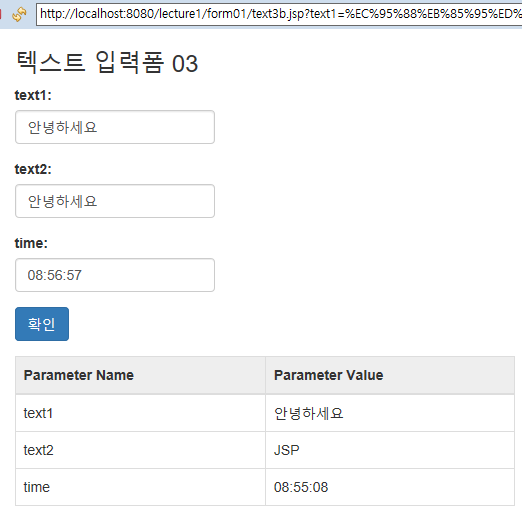 http://localhost:8080/lecture1/form01/text3b.jsp?text1=%EC%95%88%EB%85%95%ED%
텍스트 입력폼 03
text1:
안녕하세요
text2:
안녕하세요
time:
08:56:57
확인
Parameter Name Parameter Value
text1 안녕하세요
text2 JSP
time 08:55:08